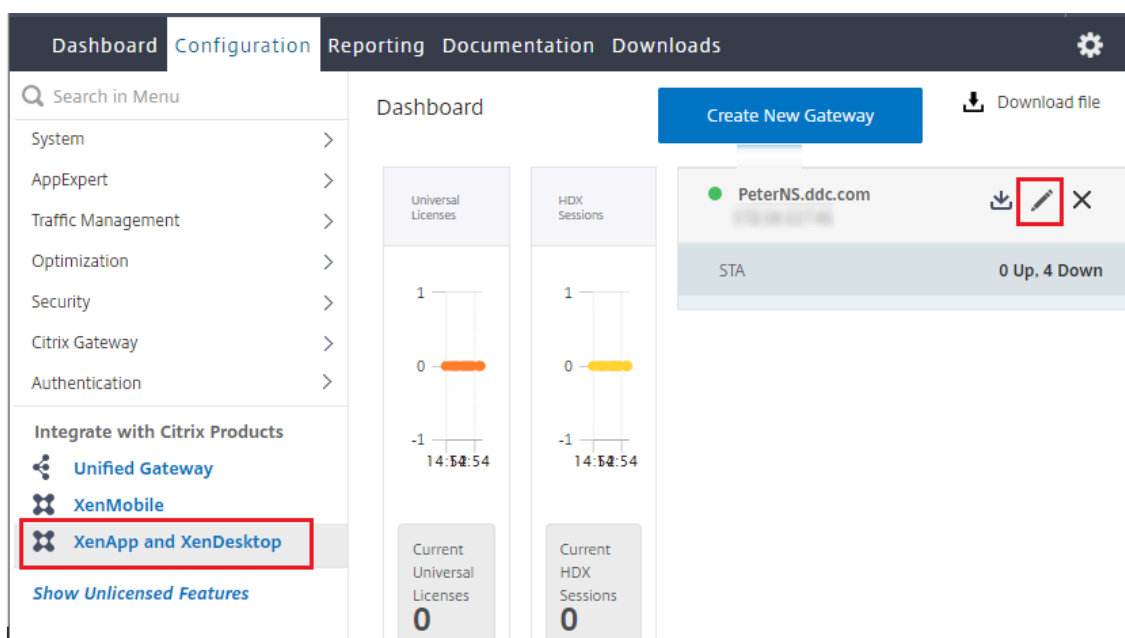 Dashboard Configuration Reporting Documentation Downloads
Search in Menu
System
AppExpert
Traffic Management
Optimization
Security
Citrix Gateway
Authentication
Integrate with Citrix Products
Unified Gateway
XenMobile
XenApp and XenDesktop
Show Unlicensed Features
Dashboard
Create New Gateway
Download file
Universal
Licenses
1
0
-1
Current
Universal
Licenses
0
HDX
Sessions
1
0
-1
Current
HDX
Sessions
0
PeterNS.ddc.com
STA 0 Up, 4 Down